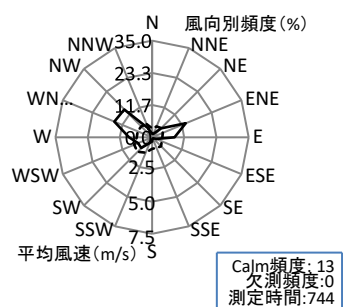 N
風向別頻度(%)
35.0
NNW
NNE
NW
23.3
NE
WN...
11.7
ENE
W
0.0
E
WSW
2.5
ESE
SW
5.0
SE
平均風速(m/s)
SSW
7.5
SSE
S
Calm頻度: 13
欠測頻度:0
測定時間:744